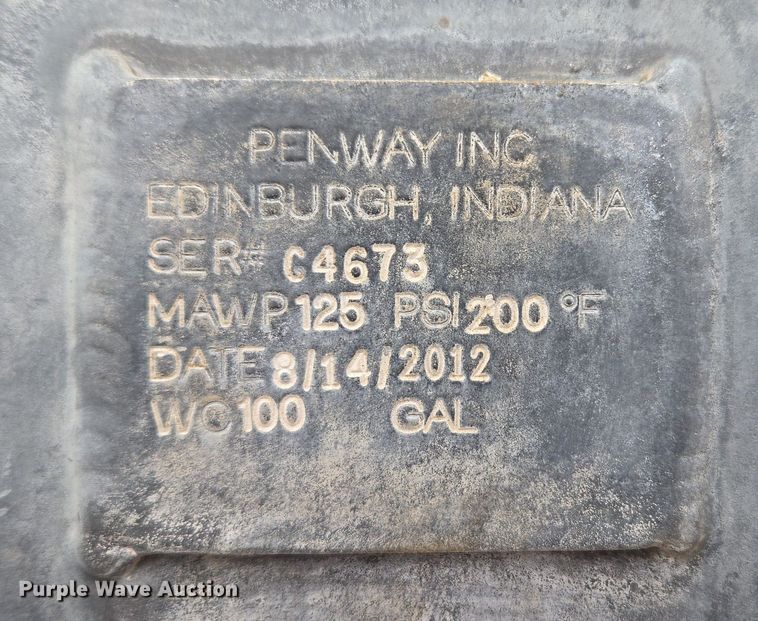 PENWAY INC
EDINBURGH, INDIANA
SER# C4673
MAWP 125 PSI 200 °F
DATE 8/14/2012
WC 100 GAL
Purple Wave Auction®